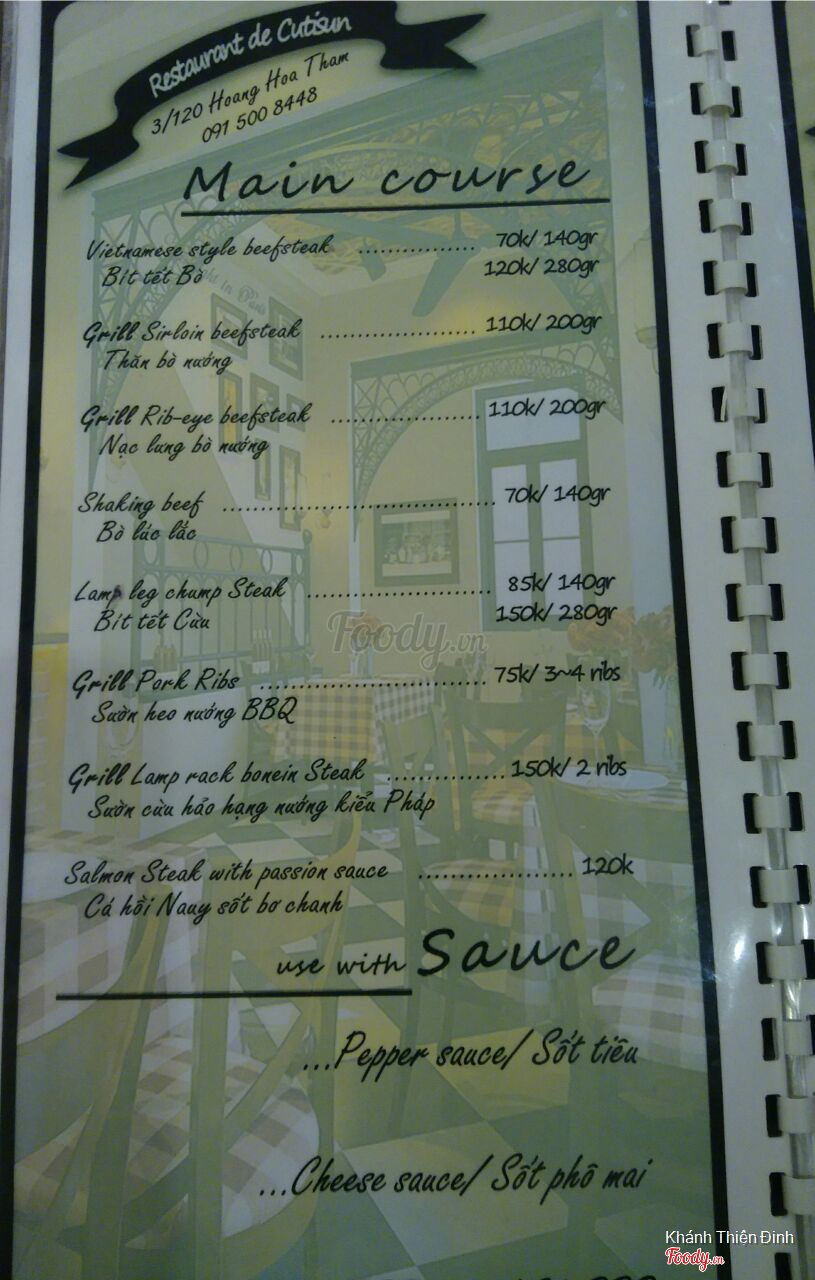 Restaurant de Cutisun
3/120 Hoang Hoa Tham
091 500 8448
Main course
Vietnamese style beefsteak ................ 70k/ 140gr
Bít tết Bò 120k/ 280gr
Grill Sirloin beefsteak ..................... 110k/ 200gr
Thăn bò nướng
Grill Rib-eye beefsteak .................... 110k/ 200gr
Nạc lưng bò nướng
Shaking beef ..................................... 70k/ 140gr
Bò lúc lắc
Lamp leg chump Steak ......................... 85k/ 140gr
Bít tết Cừu 150k/ 280gr
Grill Pork Ribs ............................... 75k/ 3~4 ribs
Sườn heo nướng BBQ
Grill Lamp rack bonein Steak ................ 150k/ 2 ribs
Sườn cừu hảo hạng nướng kiểu Pháp
Salmon Steak with passion sauce ..................... 120k
Cá hồi Nauy sốt bơ chanh
use with Sauce
...Pepper sauce/ Sốt tiêu
...Cheese sauce/ Sốt phô mai
Foody.vn
Khánh Thiện Đinh
Foody.vn